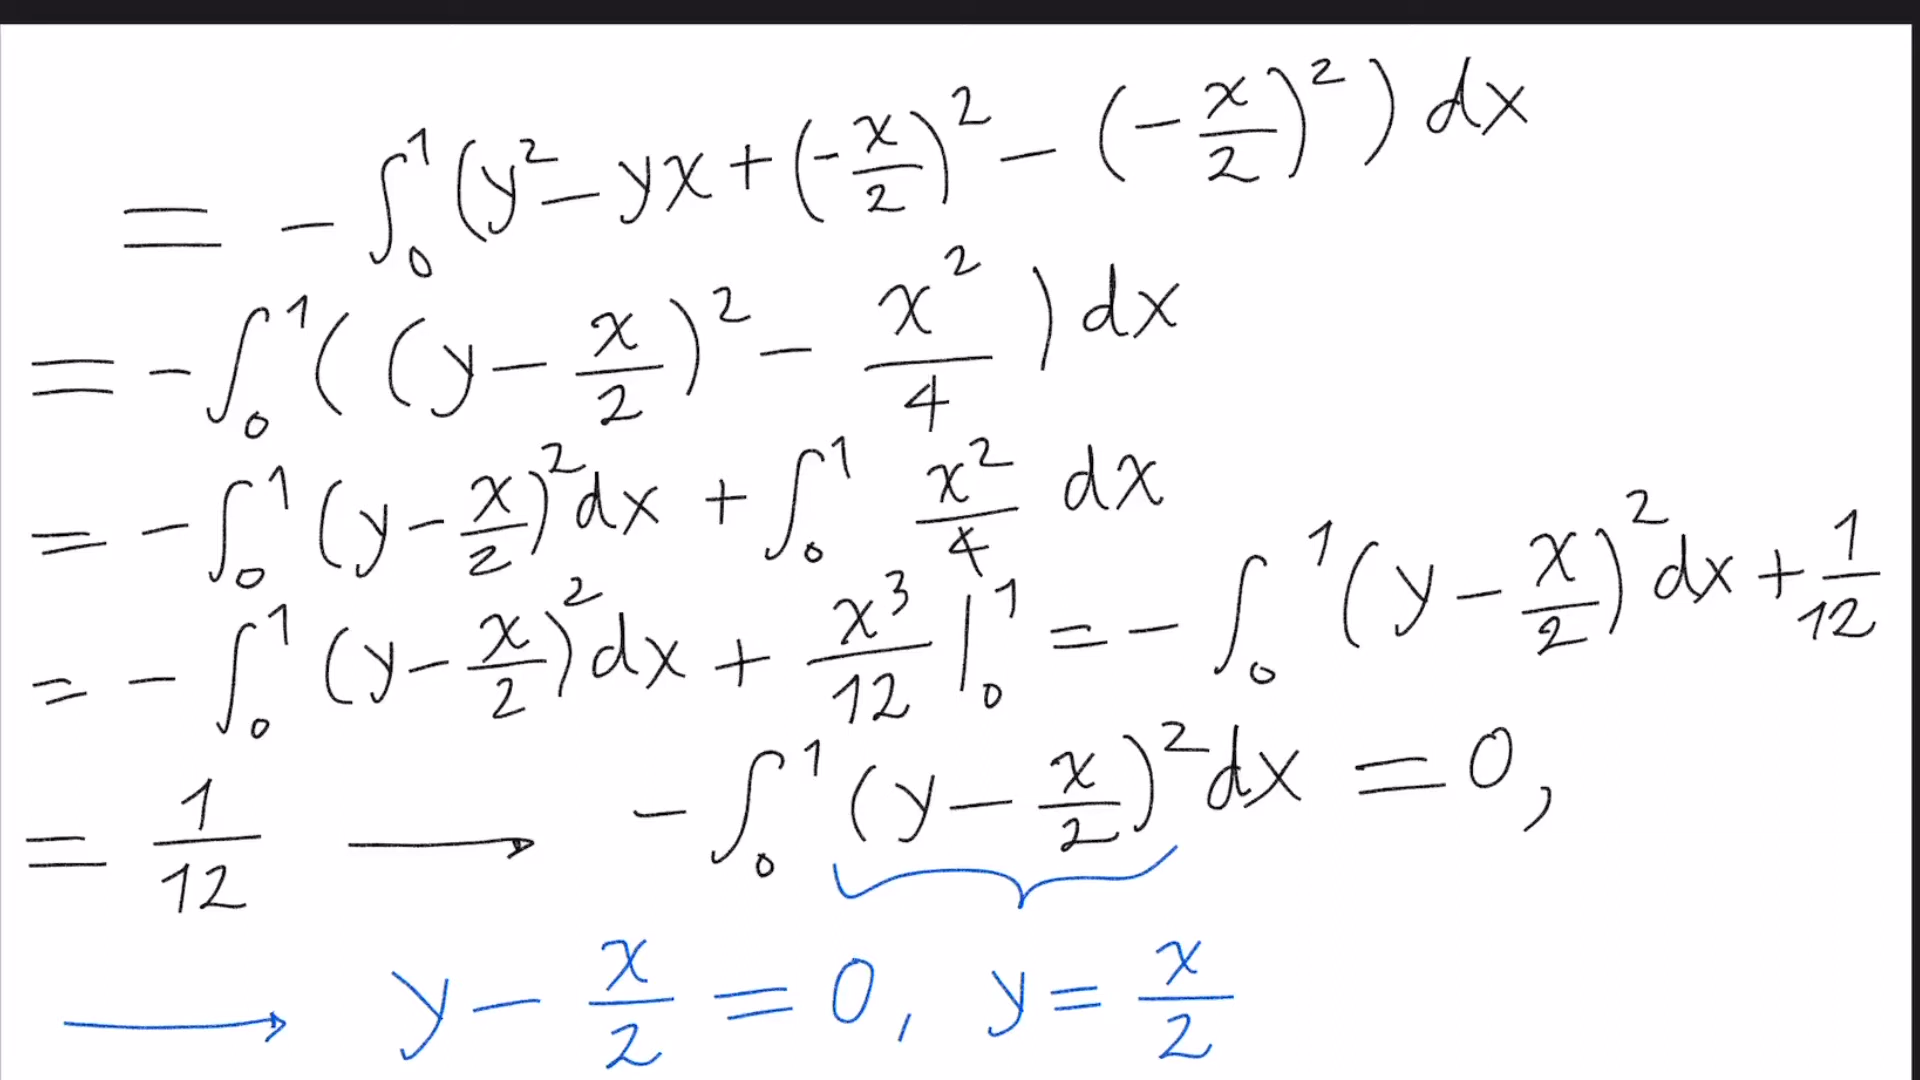 = - ∫₀¹ (y² - yx + (-x/2)² - (-x/2)²) dx
= - ∫₀¹ ( (y - x/2)² - x²/4 ) dx
= - ∫₀¹ (y - x/2)² dx + ∫₀¹ x²/4 dx
= - ∫₀¹ (y - x/2)² dx + x³/12 |₀¹ = - ∫₀¹ (y - x/2)² dx + 1/12
= 1/12 ⟶ - ∫₀¹ (y - x/2)² dx = 0,
⟶ y - x/2 = 0, y = x/2